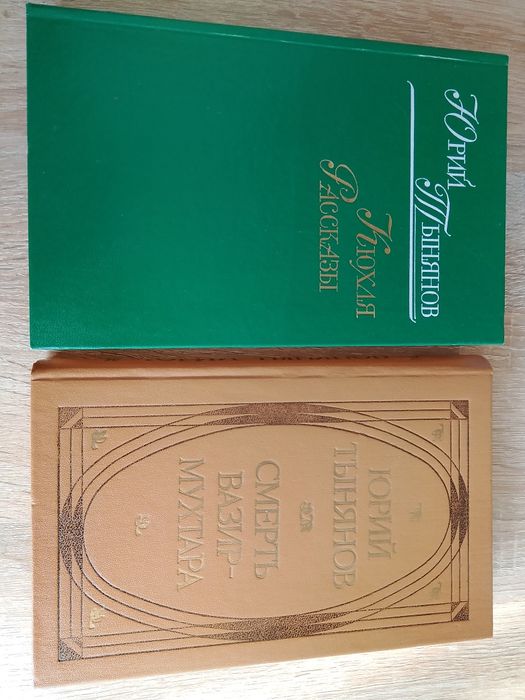 Юрий
Тынянов
Кюхля
Рассказы
ЮРИЙ
ТЫНЯНОВ
СМЕРТЬ
ВАЗИР-
МУХТАРА